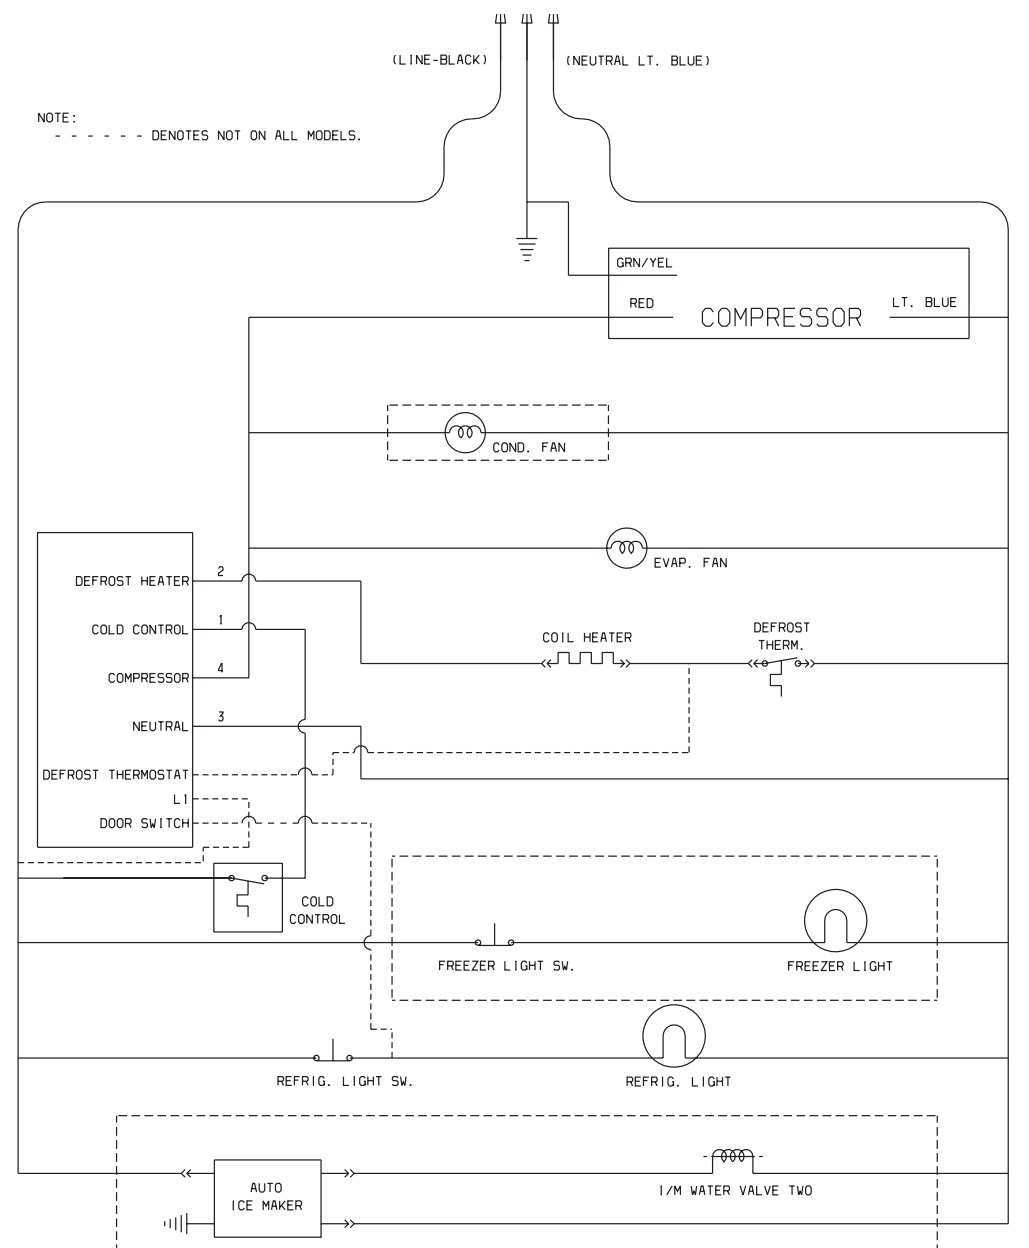 (LINE-BLACK)
(NEUTRAL LT. BLUE)
NOTE:
- - - - - - DENOTES NOT ON ALL MODELS.
GRN/YEL
RED
COMPRESSOR
LT. BLUE
COND. FAN
EVAP. FAN
DEFROST HEATER
2
COLD CONTROL
1
COMPRESSOR
4
NEUTRAL
3
DEFROST THERMOSTAT
L1
DOOR SWITCH
COIL HEATER
DEFROST
THERM.
COLD
CONTROL
FREEZER LIGHT SW.
FREEZER LIGHT
REFRIG. LIGHT SW.
REFRIG. LIGHT
AUTO
ICE MAKER
I/M WATER VALVE TWO